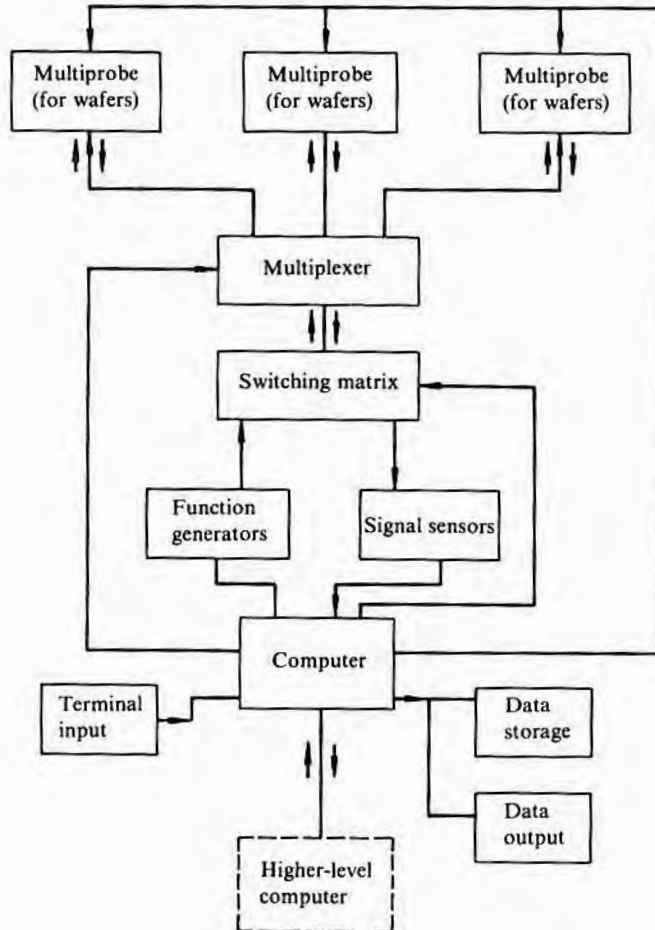 Multiprobe
(for wafers)
Multiprobe
(for wafers)
Multiprobe
(for wafers)
Multiplexer
Switching matrix
Function
generators
Signal sensors
Computer
Terminal
input
Data
storage
Data
output
Higher-level
computer